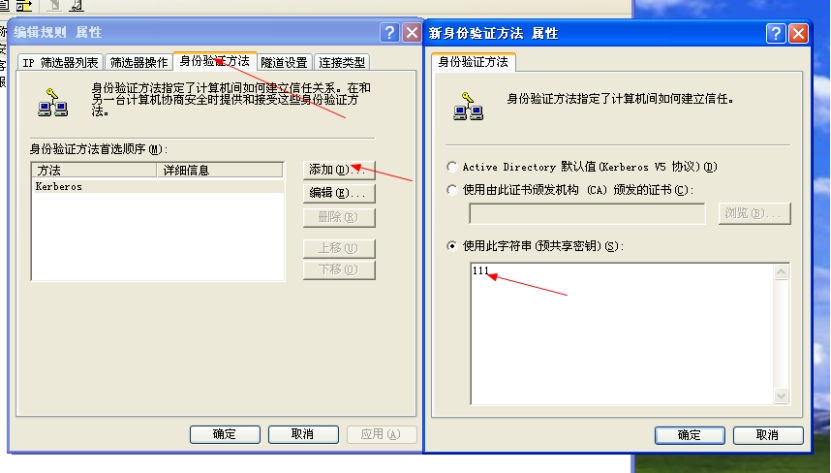 称
安
客
服
编辑规则 属性
IP 筛选器列表 筛选器操作 身份验证方法 隧道设置 连接类型
身份验证方法指定了计算机间如何建立信任关系。在和
另一台计算机协商安全时提供和接受这些身份验证方
法。
身份验证方法首选顺序(M):
方法 详细信息
Kerberos
添加(D)...
编辑(E)...
删除(R)
上移(U)
下移(O)
确定 取消 应用(A)
新身份验证方法 属性
身份验证方法
身份验证方法指定了计算机间如何建立信任。
Active Directory 默认值(Kerberos V5 协议)(D)
使用由此证书颁发机构 (CA) 颁发的证书(C):
浏览(B)...
使用此字符串(预共享密钥)(S):
111
确定 取消